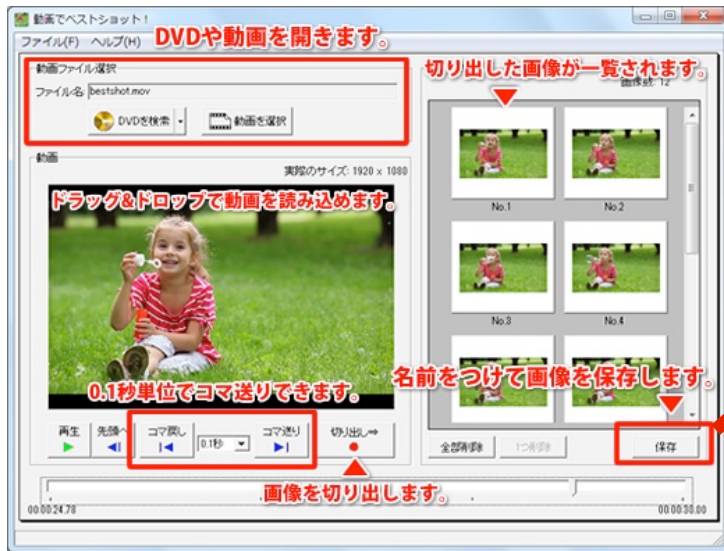 動画でベストショット！
ファイル(F) ヘルプ(H)
DVDや動画を開きます。
動画ファイル選択
ファイル名: bestshot.mov
DVDを検索
動画を選択
切り出した画像が一覧されます。
画像数: 12
動画
実際のサイズ: 1920 x 1080
ドラッグ&ドロップで動画を読み込めます。
No.1
No.2
No.3
No.4
0.1秒単位でコマ送りできます。
名前をつけて画像を保存します。
再生
先頭へ
コマ戻し
0.1秒
コマ送り
切り出し⇒
全部削除
1つ削除
保存
画像を切り出します。
00:00:24.78
00:00:30.00